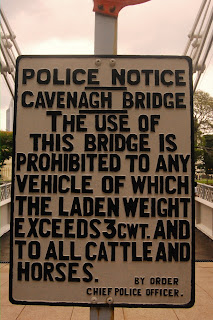 POLICE NOTICE
CAVENAGH BRIDGE
THE USE OF
THIS BRIDGE IS
PROHIBITED TO ANY
VEHICLE OF WHICH
THE LADEN WEIGHT
EXCEEDS 3 CWT. AND
TO ALL CATTLE AND
HORSES.
BY ORDER
CHIEF POLICE OFFICER.